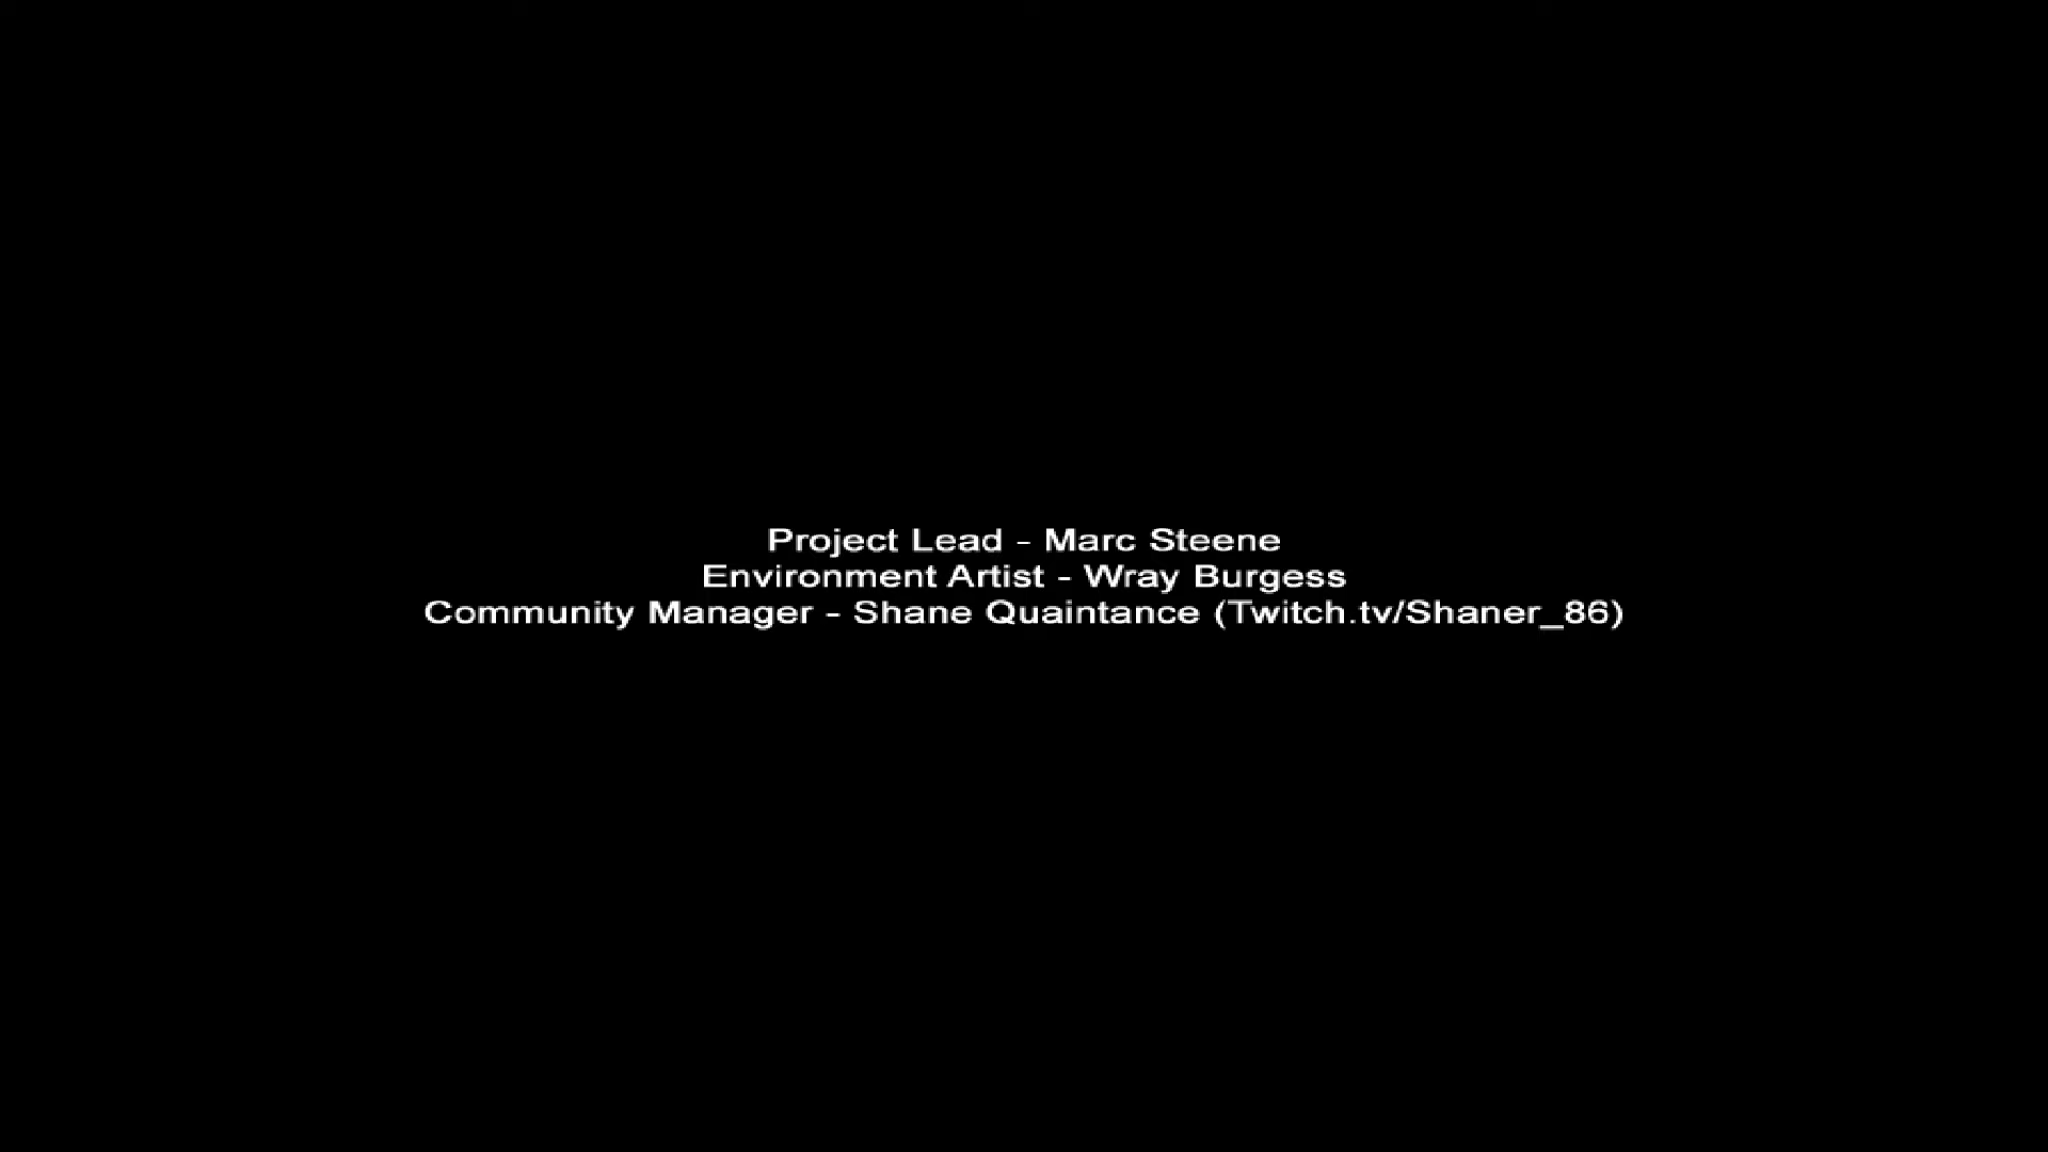 Project Lead - Marc Steene
Environment Artist - Wray Burgess
Community Manager - Shane Quaintance (Twitch.tv/Shaner_86)